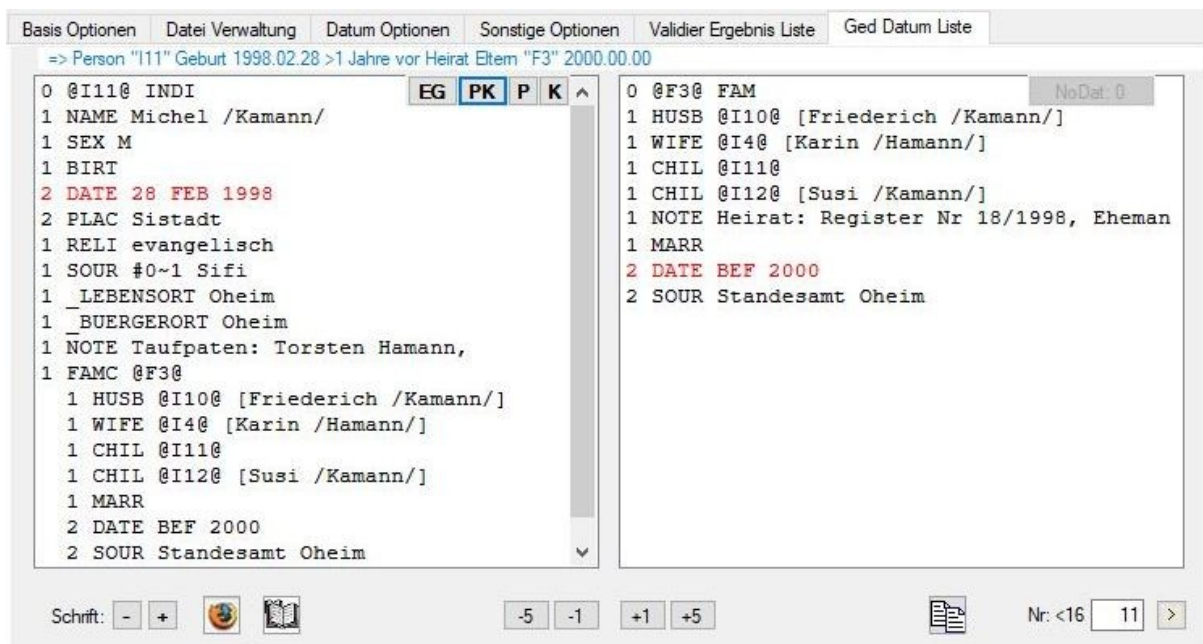 Basis Optionen Datei Verwaltung Datum Optionen Sonstige Optionen Validier Ergebnis Liste Ged Datum Liste
=> Person "I11" Geburt 1998.02.28 >1 Jahre vor Heirat Eltern "F3" 2000.00.00
0 @I11@ INDI
EG PK P K
1 NAME Michel /Kamann/
1 SEX M
1 BIRT
2 DATE 28 FEB 1998
2 PLAC Sistadt
1 RELI evangelisch
1 SOUR #0~1 Sifi
1 _LEBENSORT Oheim
1 _BUERGERORT Oheim
1 NOTE Taufpaten: Torsten Hamann,
1 FAMC @F3@
1 HUSB @I10@ [Friederich /Kamann/]
1 WIFE @I4@ [Karin /Hamann/]
1 CHIL @I11@
1 CHIL @I12@ [Susi /Kamann/]
1 MARR
2 DATE BEF 2000
2 SOUR Standesamt Oheim
0 @F3@ FAM
NoDat: 0
1 HUSB @I10@ [Friederich /Kamann/]
1 WIFE @I4@ [Karin /Hamann/]
1 CHIL @I11@
1 CHIL @I12@ [Susi /Kamann/]
1 NOTE Heirat: Register Nr 18/1998, Eheman
1 MARR
2 DATE BEF 2000
2 SOUR Standesamt Oheim
Schrift: - + -5 -1 +1 +5 Nr: <16 11 >